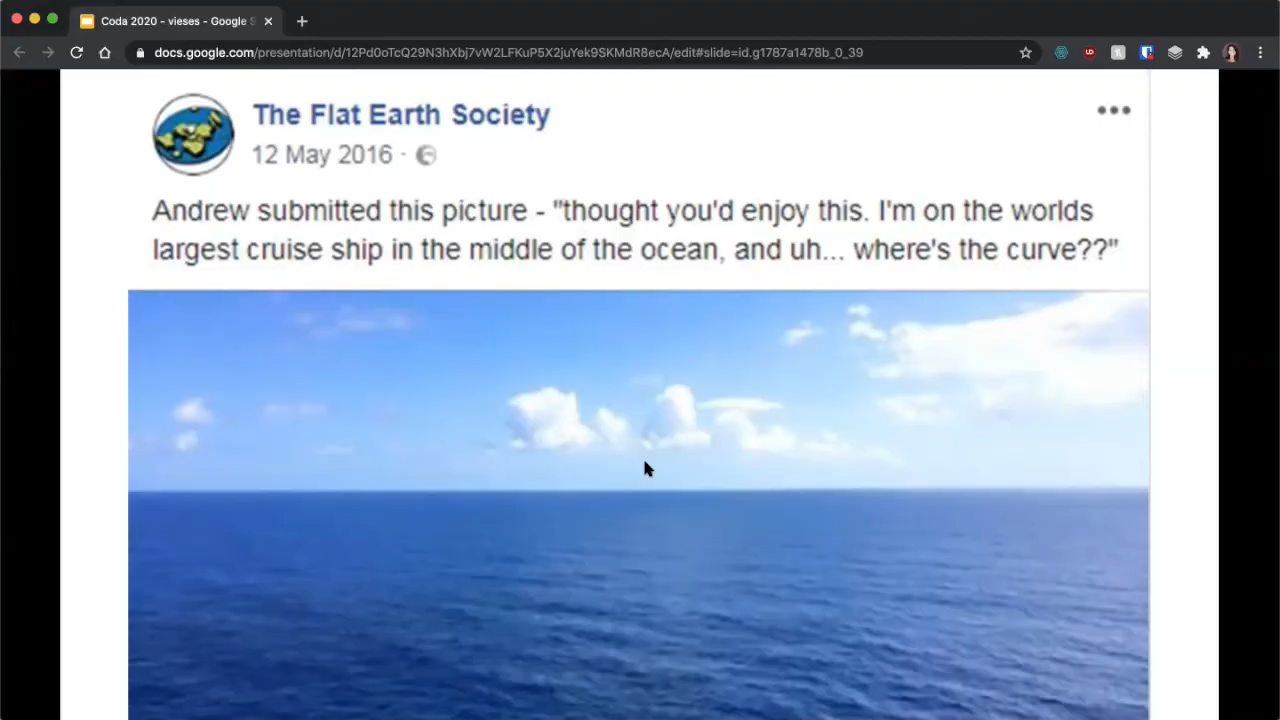 Coda 2020 - vieses - Google S
docs.google.com/presentation/d/12Pd0oTcQ29N3hXbj7vW2LFKuP5X2juYek9SKMdR8ecA/edit#slide=id.g1787a1478b_0_39
The Flat Earth Society
12 May 2016 ·
Andrew submitted this picture - "thought you'd enjoy this. I'm on the worlds
largest cruise ship in the middle of the ocean, and uh... where's the curve??"